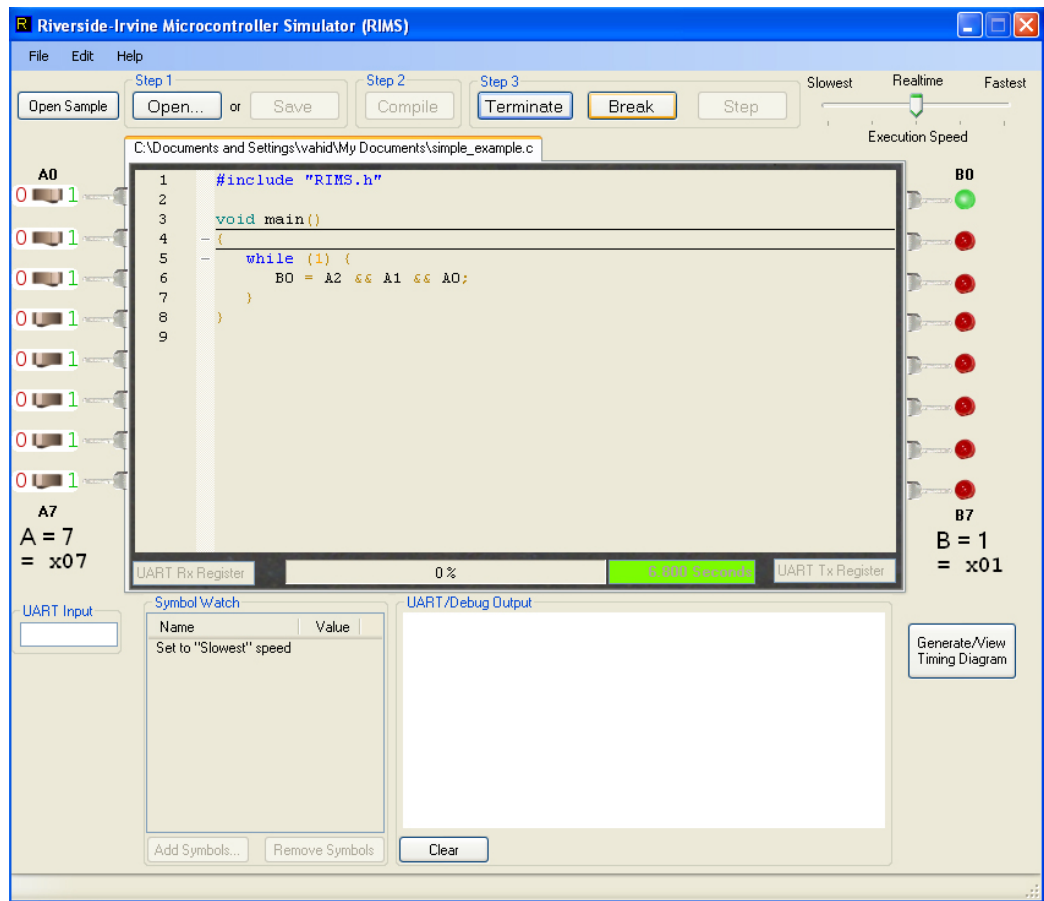 R Riverside-Irvine Microcontroller Simulator (RIMS)
File Edit Help
Step 1 Step 2 Step 3
Slowest Realtime Fastest
Open Sample Open... or Save Compile Terminate Break Step
Execution Speed
C:\Documents and Settings\vahid\My Documents\simple_example.c
A0
0 1
0 1
0 1
0 1
0 1
0 1
0 1
0 1
A7
A = 7
= x07
1 #include "RIMS.h"
2
3 void main()
4 {
5 while (1) {
6 B0 = A2 && A1 && A0;
7 }
8 }
9
B0
B7
B = 1
= x01
UART Rx Register 0 % 6.800 Seconds UART Tx Register
UART Input
Symbol Watch
Name Value
Set to "Slowest" speed
Add Symbols... Remove Symbols
UART/Debug Output
Clear
Generate/View
Timing Diagram